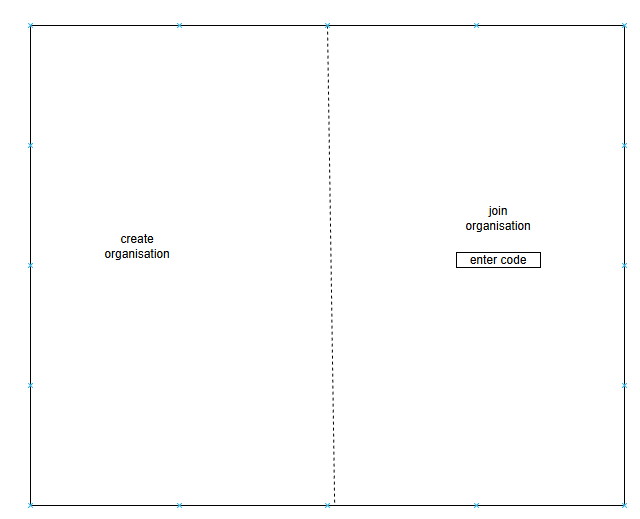 create
organisation
join
organisation
enter code